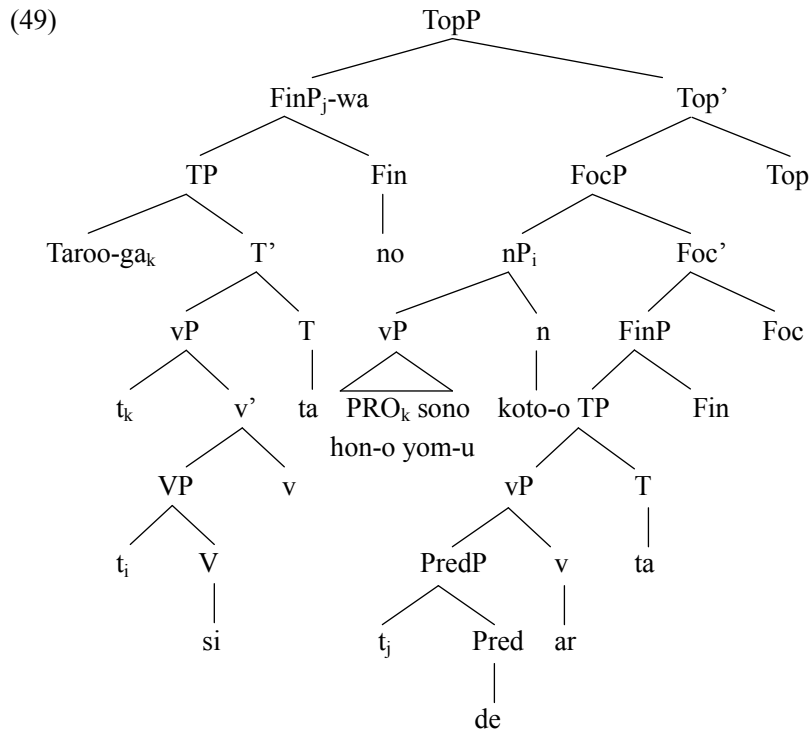 (49) TopP
FinPj-wa Top’
TP Fin FocP Top
Taroo-gak T’ no nPi Foc’
vP T vP n FinP Foc
tk v’ ta PROk sono koto-o TP Fin
hon-o yom-u
VP v vP T
ti V PredP v ta
si tj Pred ar
de